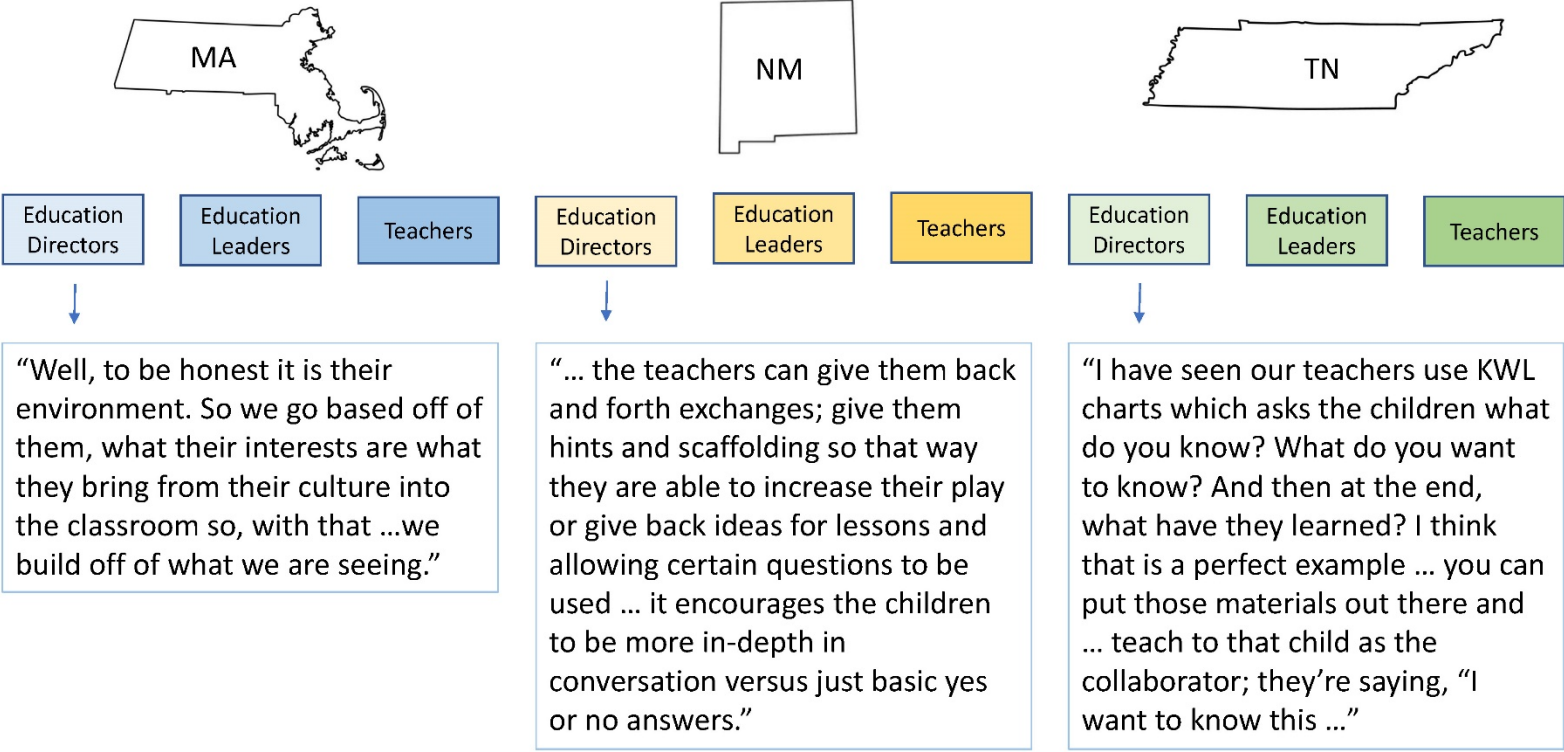 MA
NM
TN
Education
Directors
Education
Leaders
Teachers
Education
Directors
Education
Leaders
Teachers
Education
Directors
Education
Leaders
Teachers
“Well, to be honest it is their
environment. So we go based off of
them, what their interests are what
they bring from their culture into
the classroom so, with that ...we
build off of what we are seeing.”
“... the teachers can give them back
and forth exchanges; give them
hints and scaffolding so that way
they are able to increase their play
or give back ideas for lessons and
allowing certain questions to be
used ... it encourages the children
to be more in-depth in
conversation versus just basic yes
or no answers.”
“I have seen our teachers use KWL
charts which asks the children what
do you know? What do you want
to know? And then at the end,
what have they learned? I think
that is a perfect example ... you can
put those materials out there and
... teach to that child as the
collaborator; they’re saying, “I
want to know this ...”